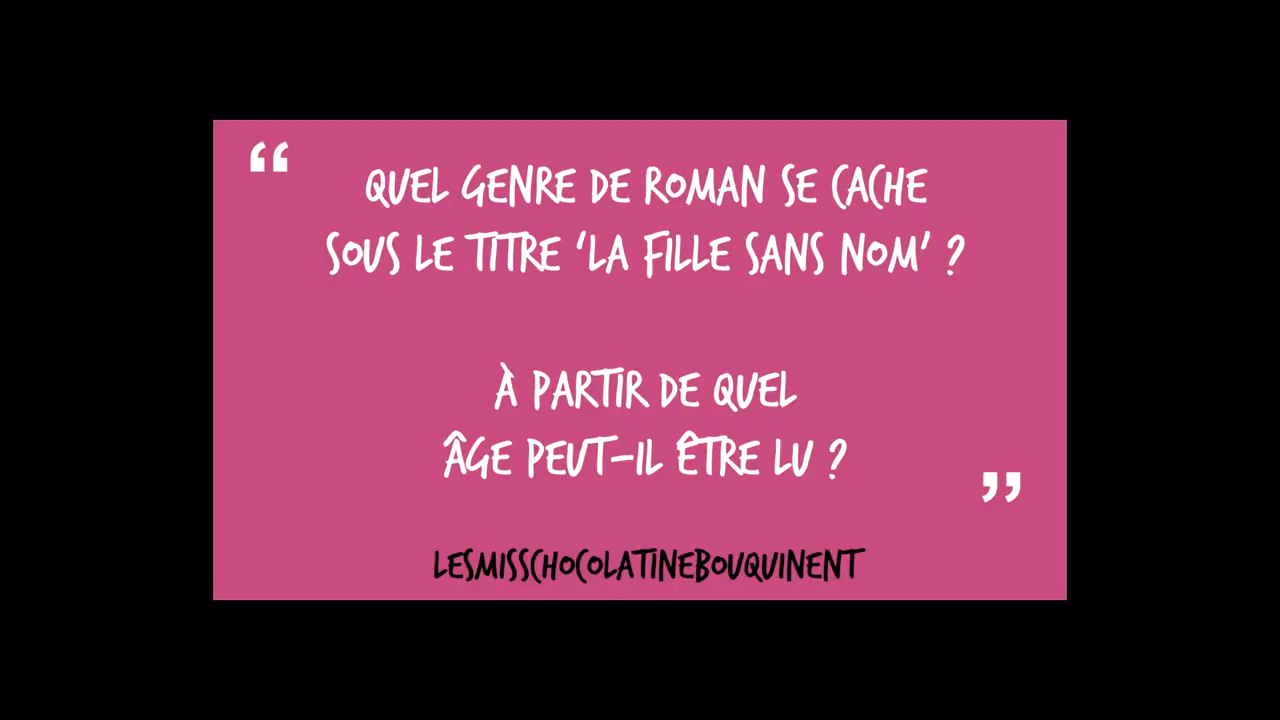 “
QUEL GENRE DE ROMAN SE CACHE
SOUS LE TITRE ‘LA FILLE SANS NOM’ ?
À PARTIR DE QUEL
ÂGE PEUT-IL ÊTRE LU ?
”
LESMISSCHOCOLATINEBOUQUINENT